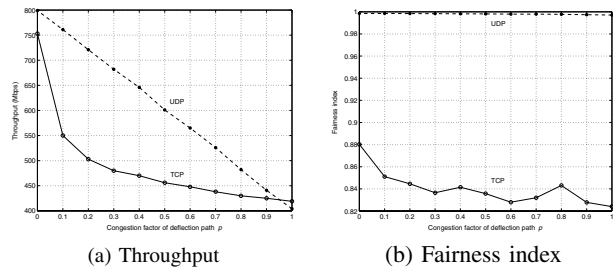 800
750
700
650
600
550
500
450
400
Throughput (Mbps)
UDP
TCP
0 0.1 0.2 0.3 0.4 0.5 0.6 0.7 0.8 0.9 1
Congestion factor of deflection path p
(a) Throughput
1
0.98
0.96
0.94
0.92
0.9
0.88
0.86
0.84
0.82
Fairness index
UDP
TCP
0 0.1 0.2 0.3 0.4 0.5 0.6 0.7 0.8 0.9 1
Congestion factor of deflection path p
(b) Fairness index